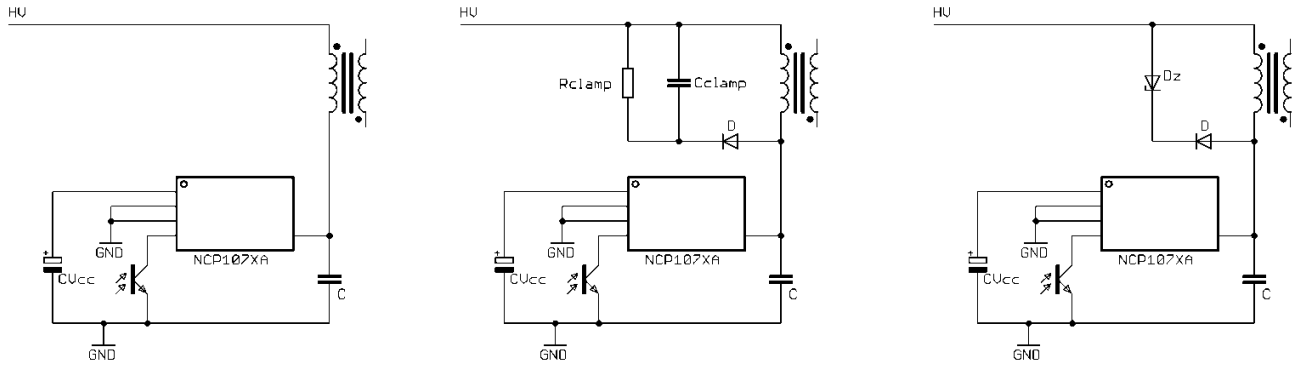 HV
GND
NCP107XA
CVcc
C
GND
HV
Rclamp
Cclamp
D
GND
NCP107XA
CVcc
C
GND
HV
Dz
D
GND
NCP107XA
CVcc
C
GND